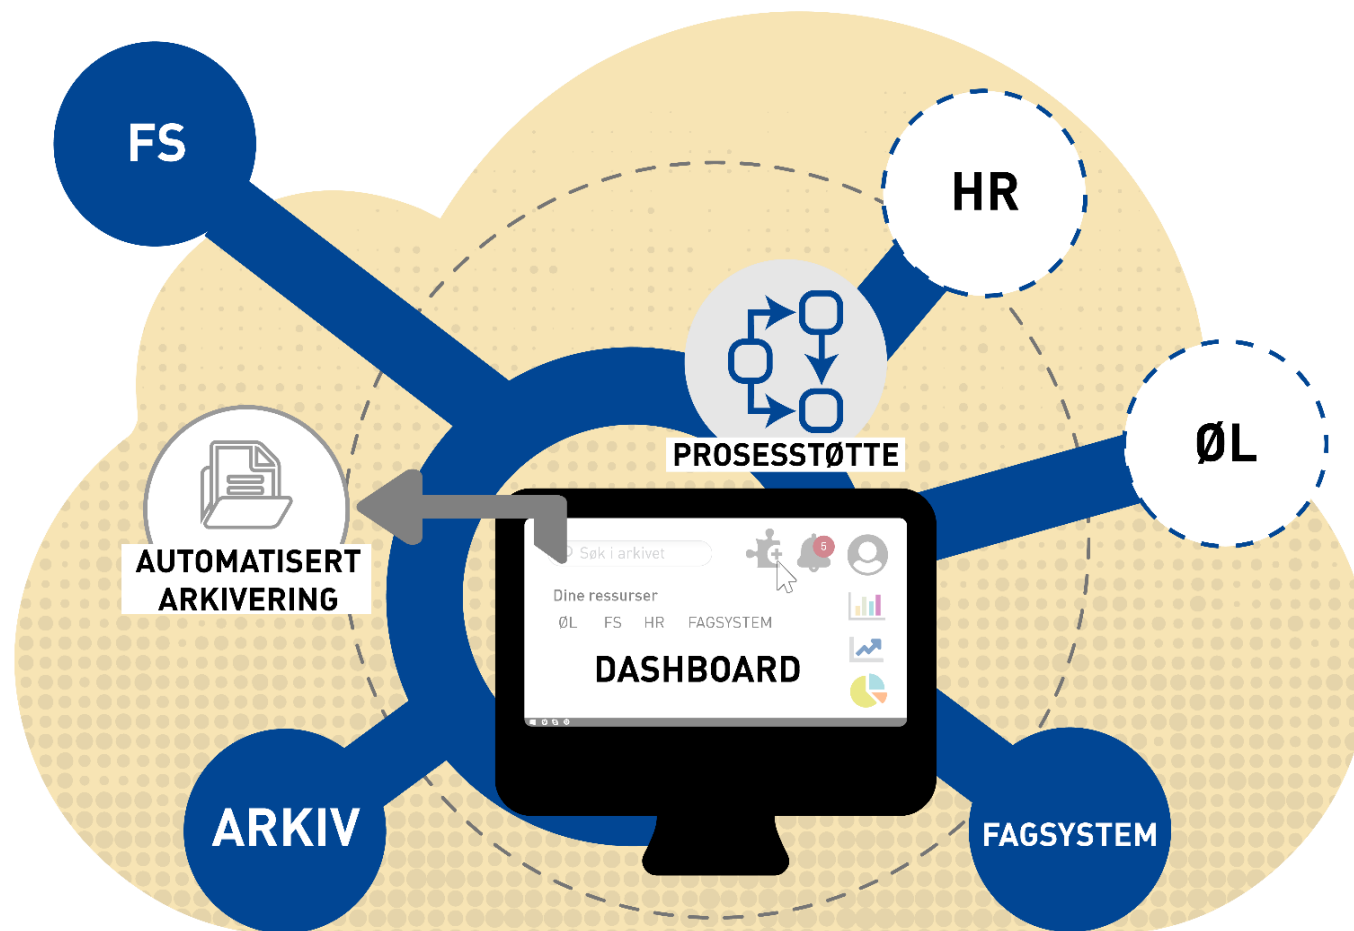 FS
HR
ØL
PROSESSTØTTE
AUTOMATISERT
ARKIVERING
Søk i arkivet
5
Dine ressurser
ØL FS HR FAGSYSTEM
DASHBOARD
ARKIV
FAGSYSTEM